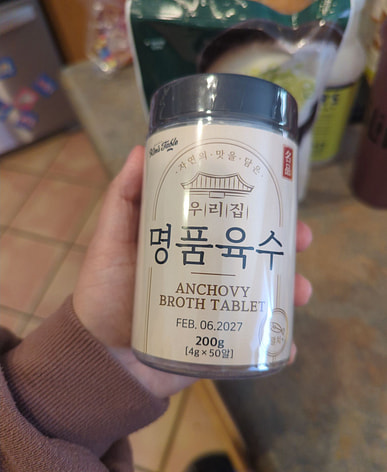 자연의 맛을 담은
우리집
명품육수
ANCHOVY
BROTH TABLET
FEB. 06.2027
200g
[4g × 50알]